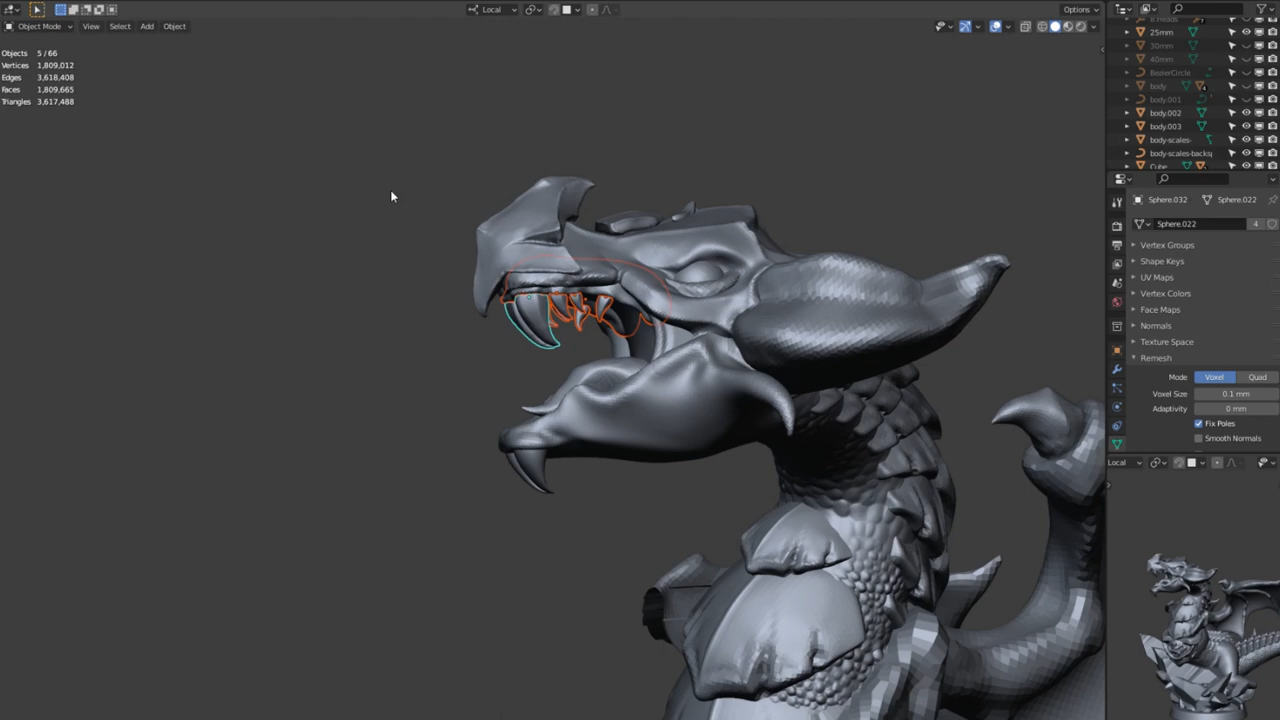 Local
Options
Object Mode
View
Select
Add
Object
Objects 5 / 66
Vertices 1,809,012
Edges 3,618,408
Faces 1,809,665
Triangles 3,617,488
25mm
30mm
40mm
BezierCircle
body
body.001
body.002
body.003
body-scales-
body-scales-backs
Cube
Sphere.032
Sphere.022
Sphere.022
4
Vertex Groups
Shape Keys
UV Maps
Vertex Colors
Face Maps
Normals
Texture Space
Remesh
Mode Voxel Quad
Voxel Size 0.1 mm
Adaptivity 0 mm
Fix Poles
Smooth Normals
Local